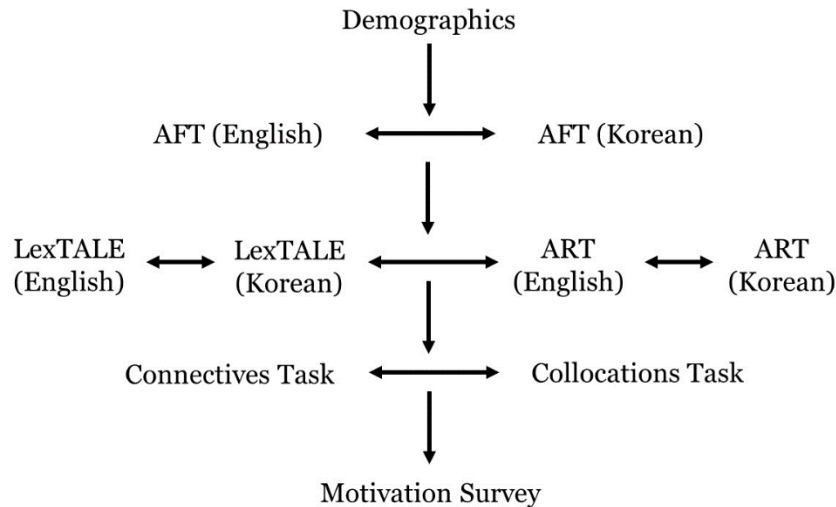 Demographics
AFT (English)
AFT (Korean)
LexTALE
(English)
LexTALE
(Korean)
ART
(English)
ART
(Korean)
Connectives Task
Collocations Task
Motivation Survey